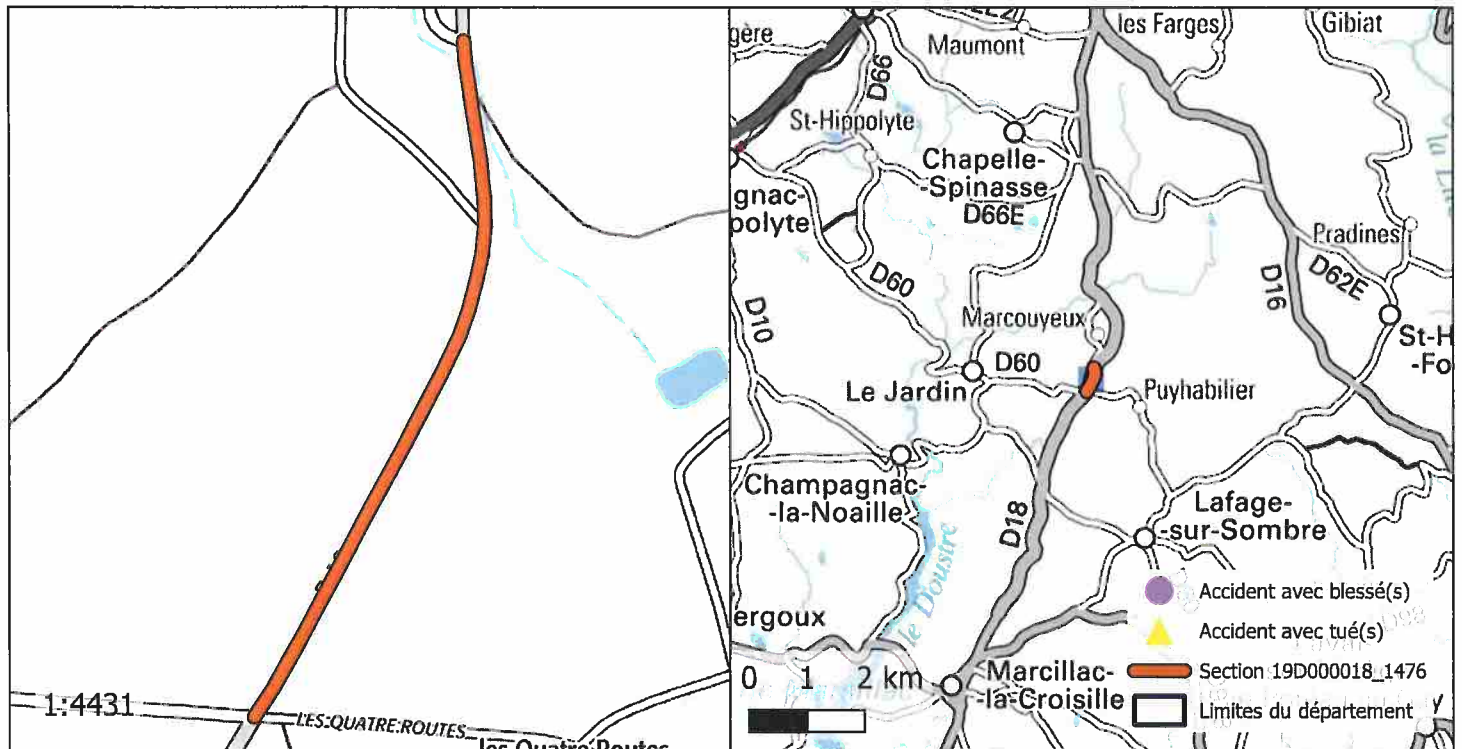 1:4431
LES QUATRE ROUTES
les Quatre Routes
gère
Maumont
les Farges
Gibiat
D66
St-Hippolyte
Chapelle-
-Spinasse
D66E
gnac-
polyte
D60
D10
Pradines
D62E
D16
St-H
-Fo
Marcouyeux
D60
Le Jardin
Puyhabilier
Champagnac-
-la-Noaille
D18
Lafage-
-sur-Sombre
le Doustre
ergoux
Marcillac-
-la-Croisille
0 1 2 km
Accident avec blessé(s)
Accident avec tué(s)
Section 19D000018_1476
Limites du département
y